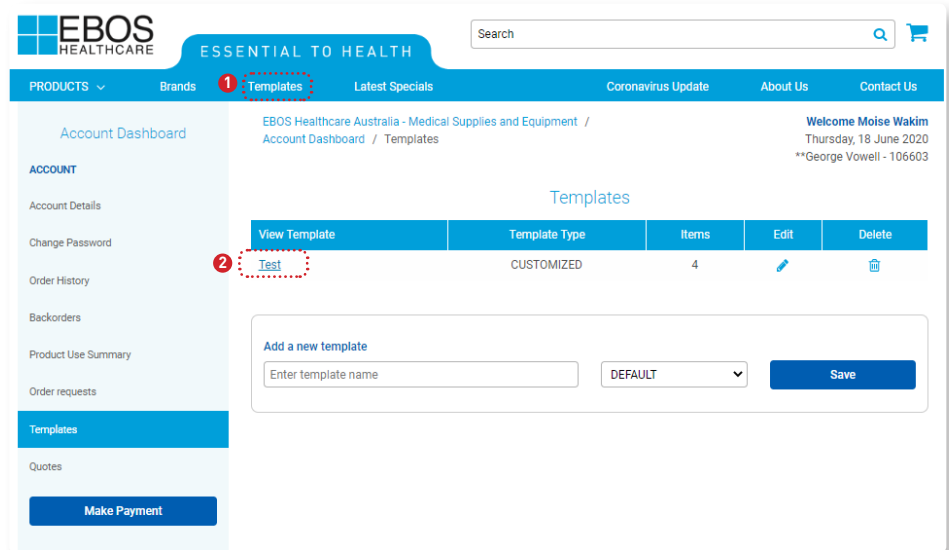 EBOS
HEALTHCARE
ESSENTIAL TO HEALTH
Search
PRODUCTS
Brands
1
Templates
Latest Specials
Coronavirus Update
About Us
Contact Us
Account Dashboard
ACCOUNT
Account Details
Change Password
Order History
Backorders
Product Use Summary
Order requests
Templates
Quotes
Make Payment
EBOS Healthcare Australia - Medical Supplies and Equipment /
Account Dashboard / Templates
Welcome Moise Wakim
Thursday, 18 June 2020
**George Vowell - 106603
Templates
View Template Template Type Items Edit Delete
2 Test CUSTOMIZED 4
Add a new template
Enter template name DEFAULT Save